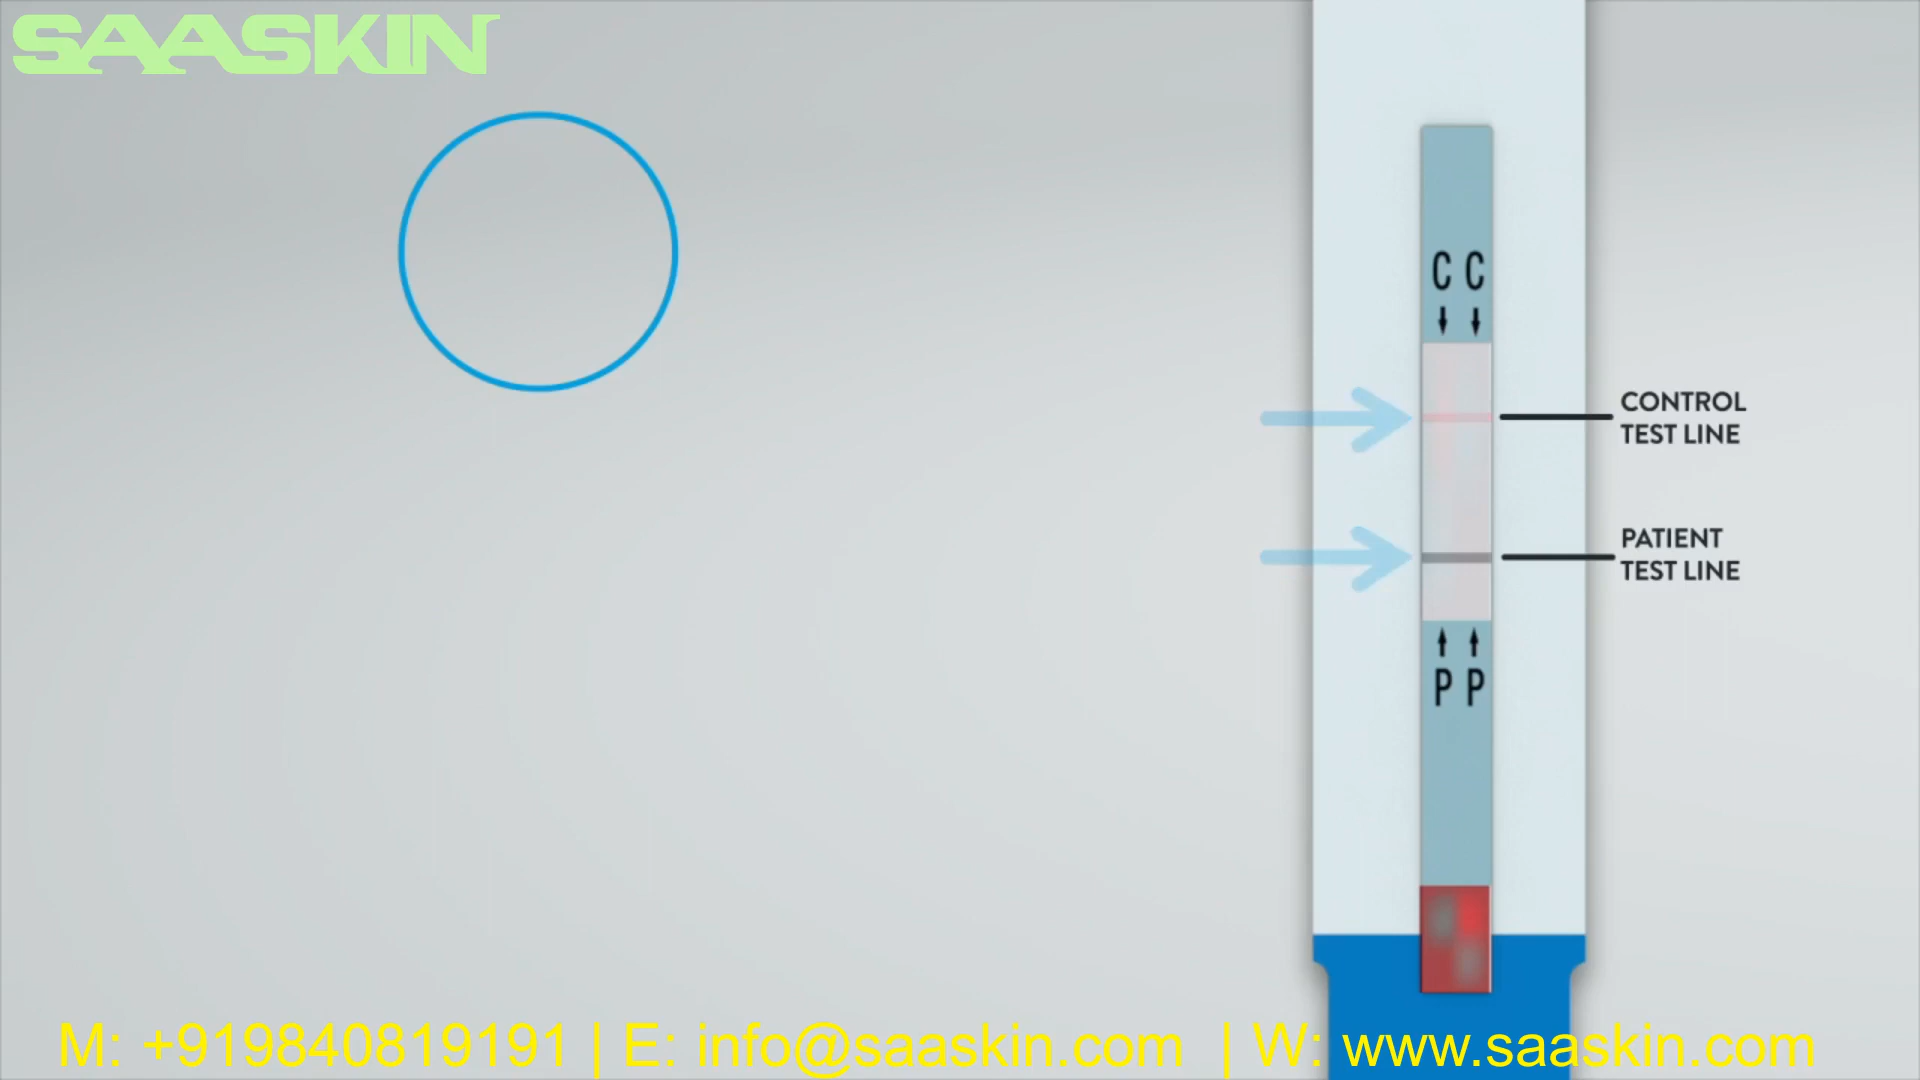 SAASKIN
C C
CONTROL
TEST LINE
PATIENT
TEST LINE
P P
M: +919840819191 | E: info@saaskin.com | W: www.saaskin.com